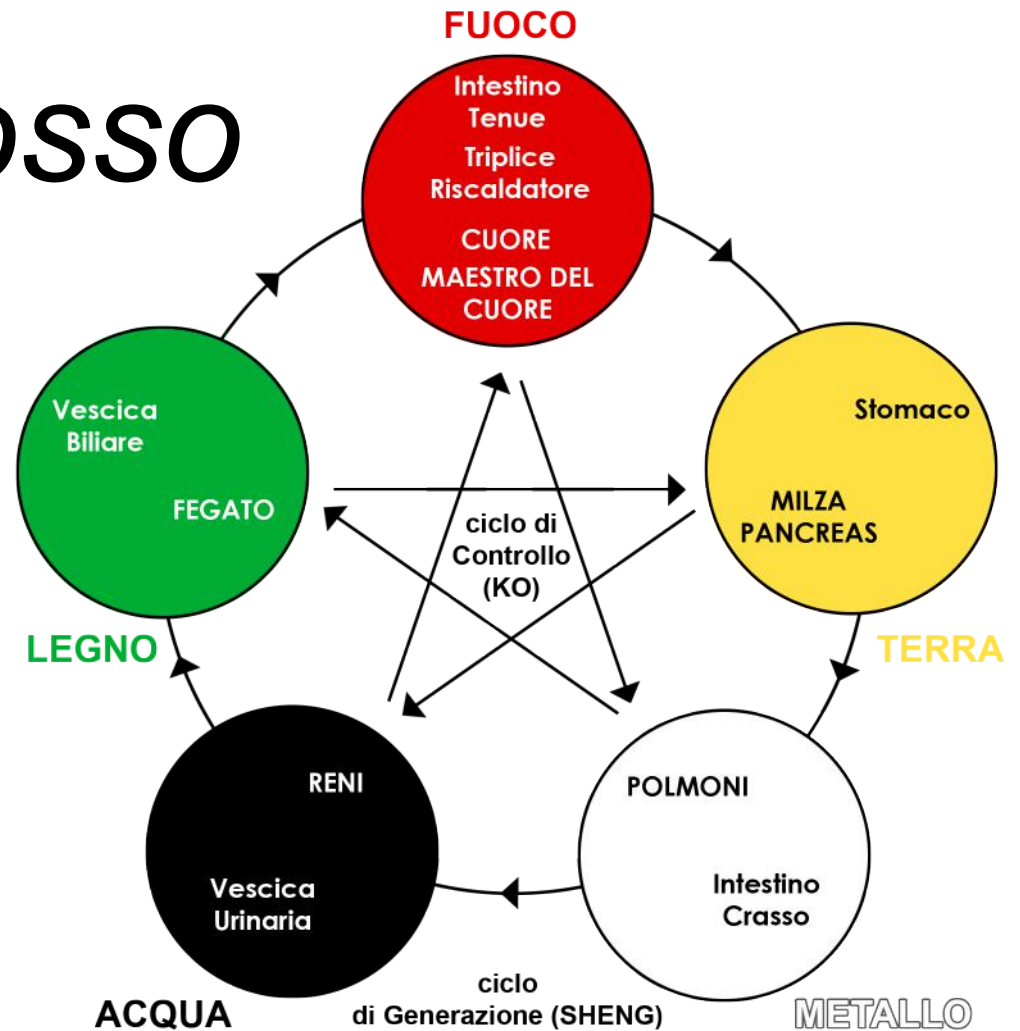 FUOCO
osso
Intestino
Tenue
Triplice
Riscaldatore
CUORE
MAESTRO DEL
CUORE
Vescica
Biliare
FEGATO
LEGNO
Stomaco
MILZA
PANCREAS
TERRA
ciclo di
Controllo
(KO)
RENI
Vescica
Urinaria
ACQUA
POLMONI
Intestino
Crasso
METALLO
ciclo
di Generazione (SHENG)